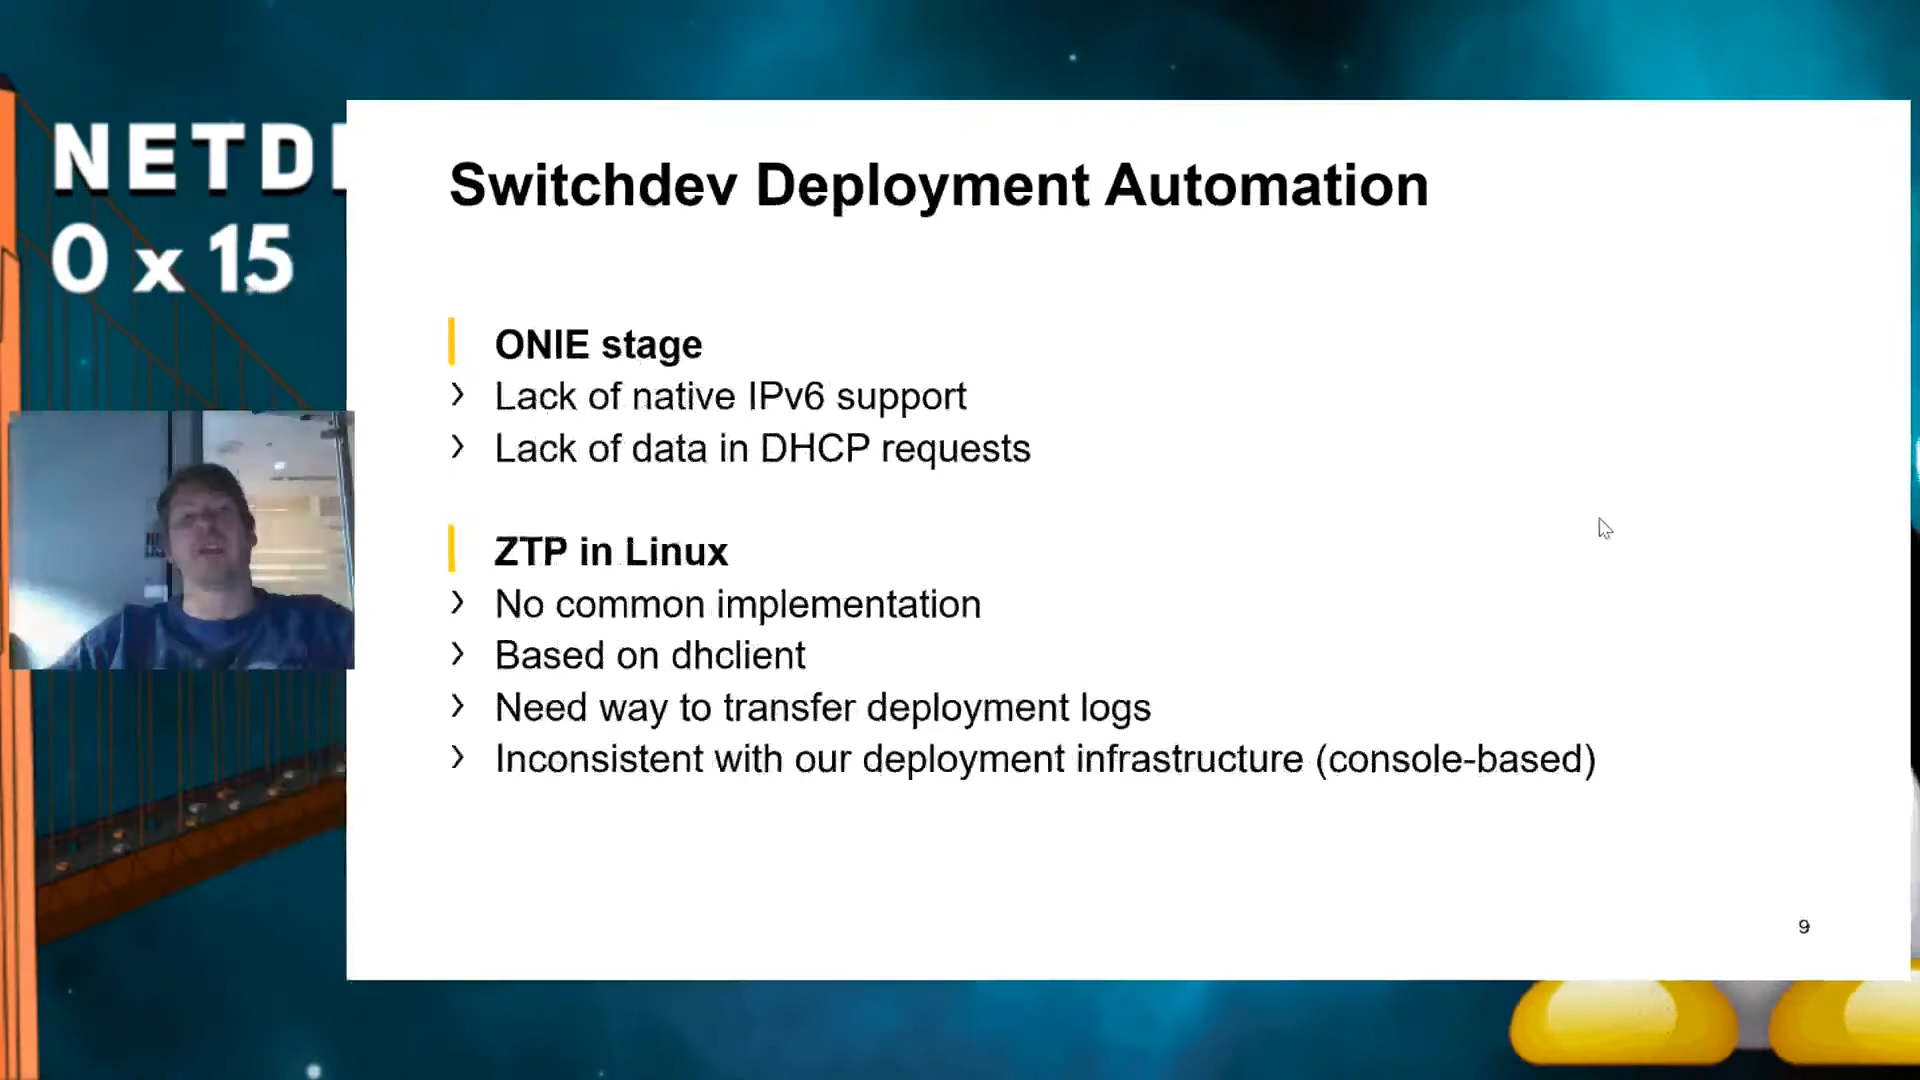 NETD
0 x 15
Switchdev Deployment Automation
ONIE stage
› Lack of native IPv6 support
› Lack of data in DHCP requests
ZTP in Linux
› No common implementation
› Based on dhclient
› Need way to transfer deployment logs
› Inconsistent with our deployment infrastructure (console-based)
9